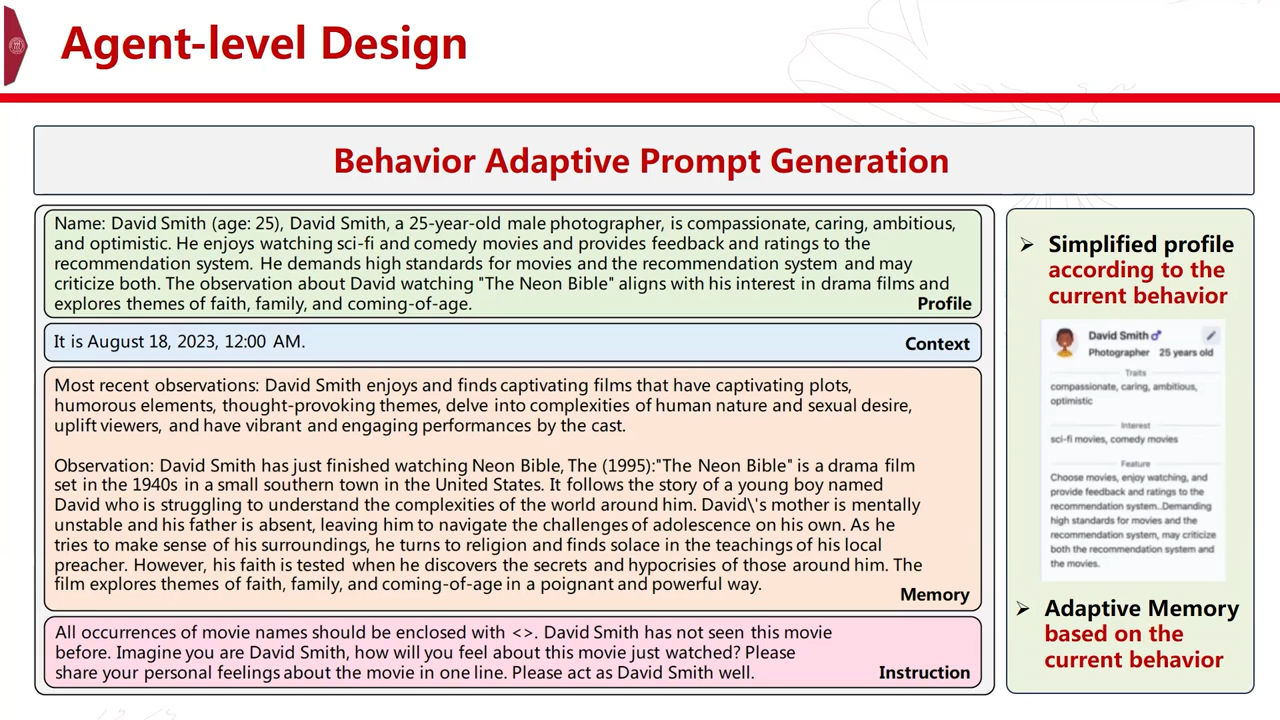 Agent-level Design
Behavior Adaptive Prompt Generation
Name: David Smith (age: 25), David Smith, a 25-year-old male photographer, is compassionate, caring, ambitious,
and optimistic. He enjoys watching sci-fi and comedy movies and provides feedback and ratings to the
recommendation system. He demands high standards for movies and the recommendation system and may
criticize both. The observation about David watching "The Neon Bible" aligns with his interest in drama films and
explores themes of faith, family, and coming-of-age.
Profile
It is August 18, 2023, 12:00 AM.
Context
Most recent observations: David Smith enjoys and finds captivating films that have captivating plots,
humorous elements, thought-provoking themes, delve into complexities of human nature and sexual desire,
uplift viewers, and have vibrant and engaging performances by the cast.
Observation: David Smith has just finished watching Neon Bible, The (1995):"The Neon Bible" is a drama film
set in the 1940s in a small southern town in the United States. It follows the story of a young boy named
David who is struggling to understand the complexities of the world around him. David\'s mother is mentally
unstable and his father is absent, leaving him to navigate the challenges of adolescence on his own. As he
tries to make sense of his surroundings, he turns to religion and finds solace in the teachings of his local
preacher. However, his faith is tested when he discovers the secrets and hypocrisies of those around him. The
film explores themes of faith, family, and coming-of-age in a poignant and powerful way.
Memory
All occurrences of movie names should be enclosed with <>. David Smith has not seen this movie
before. Imagine you are David Smith, how will you feel about this movie just watched? Please
share your personal feelings about the movie in one line. Please act as David Smith well.
Instruction
➢ Simplified profile
according to the
current behavior
David Smith ♂
Photographer 25 years old
Traits
compassionate, caring, ambitious,
optimistic
Interest
sci-fi movies, comedy movies
Feature
Choose movies, enjoy watching, and
provide feedback and ratings to the
recommendation system..Demanding
high standards for movies and the
recommendation system, may criticize
both the recommendation system and
the movies.
➢ Adaptive Memory
based on the
current behavior